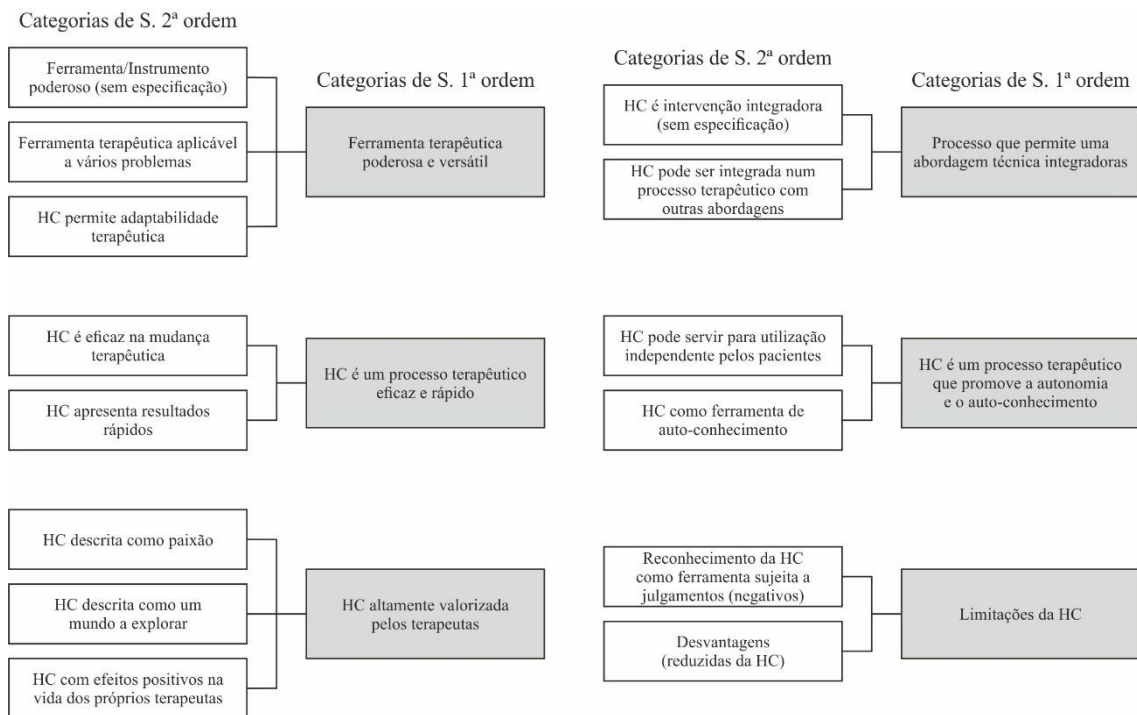 Categorias de S. 2ª ordem
Ferramenta/Instrumento
poderoso (sem especificação)
Ferramenta terapêutica aplicável
a vários problemas
HC permite adaptabilidade
terapêutica
Categorias de S. 1ª ordem
Ferramenta terapêutica
poderosa e versátil
HC é eficaz na mudança
terapêutica
HC apresenta resultados
rápidos
HC é um processo terapêutico
eficaz e rápido
HC descrita como paixão
HC descrita como um
mundo a explorar
HC com efeitos positivos na
vida dos próprios terapeutas
HC altamente valorizada
pelos terapeutas
Categorias de S. 2ª ordem
HC é intervenção integradora
(sem especificação)
HC pode ser integrada num
processo terapêutico com
outras abordagens
Categorias de S. 1ª ordem
Processo que permite uma
abordagem técnica integradoras
HC pode servir para utilização
independente pelos pacientes
HC como ferramenta de
auto-conhecimento
HC é um processo terapêutico
que promove a autonomia
e o auto-conhecimento
Reconhecimento da HC
como ferramenta sujeita a
julgamentos (negativos)
Desvantagens
(reduzidas da HC)
Limitações da HC